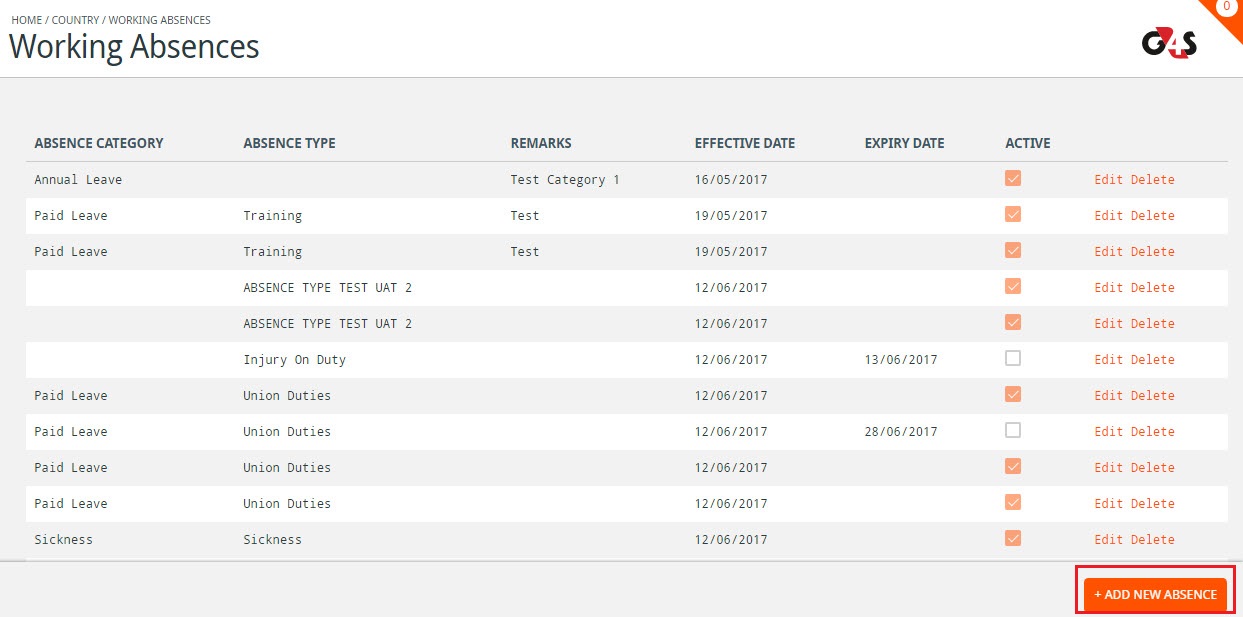 HOME / COUNTRY / WORKING ABSENCES
0
Working Absences
G4S
ABSENCE CATEGORY ABSENCE TYPE REMARKS EFFECTIVE DATE EXPIRY DATE ACTIVE
Annual Leave Test Category 1 16/05/2017 Edit Delete
Paid Leave Training Test 19/05/2017 Edit Delete
Paid Leave Training Test 19/05/2017 Edit Delete
ABSENCE TYPE TEST UAT 2 12/06/2017 Edit Delete
ABSENCE TYPE TEST UAT 2 12/06/2017 Edit Delete
Injury On Duty 12/06/2017 13/06/2017 Edit Delete
Paid Leave Union Duties 12/06/2017 Edit Delete
Paid Leave Union Duties 12/06/2017 28/06/2017 Edit Delete
Paid Leave Union Duties 12/06/2017 Edit Delete
Paid Leave Union Duties 12/06/2017 Edit Delete
Sickness Sickness 12/06/2017 Edit Delete
+ ADD NEW ABSENCE